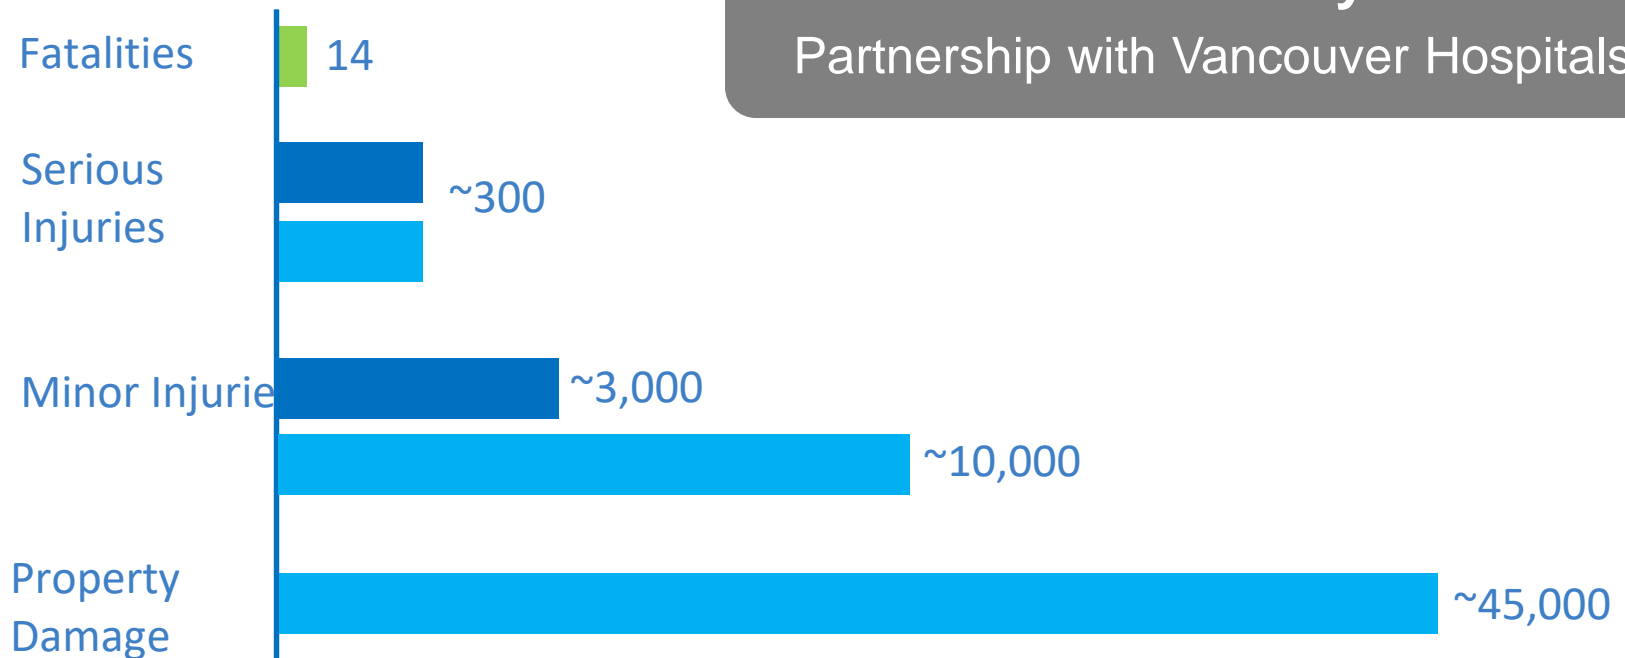 Partnership with Vancouver Hospitals
Fatalities
14
Serious
Injuries
~300
Minor Injurie
~3,000
~10,000
Property
Damage
~45,000